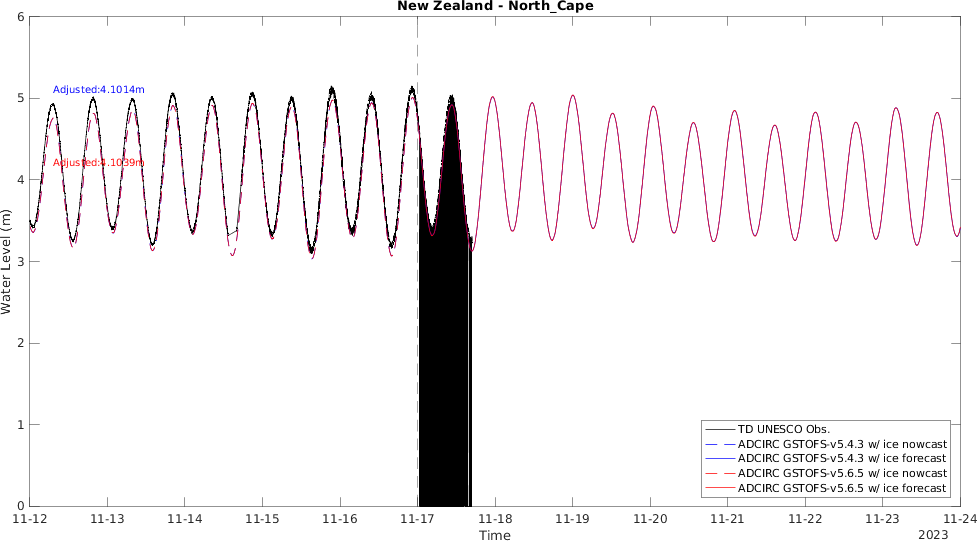 New Zealand - North_Cape
6
5
4
3
2
1
0
Water Level (m)
Adjusted:4.1014m
Adjusted:4.1039m
TD UNESCO Obs.
ADCIRC GSTOFS-v5.4.3 w/ ice nowcast
ADCIRC GSTOFS-v5.4.3 w/ ice forecast
ADCIRC GSTOFS-v5.6.5 w/ ice nowcast
ADCIRC GSTOFS-v5.6.5 w/ ice forecast
11-12 11-13 11-14 11-15 11-16 11-17 11-18 11-19 11-20 11-21 11-22 11-23 11-24
Time
2023